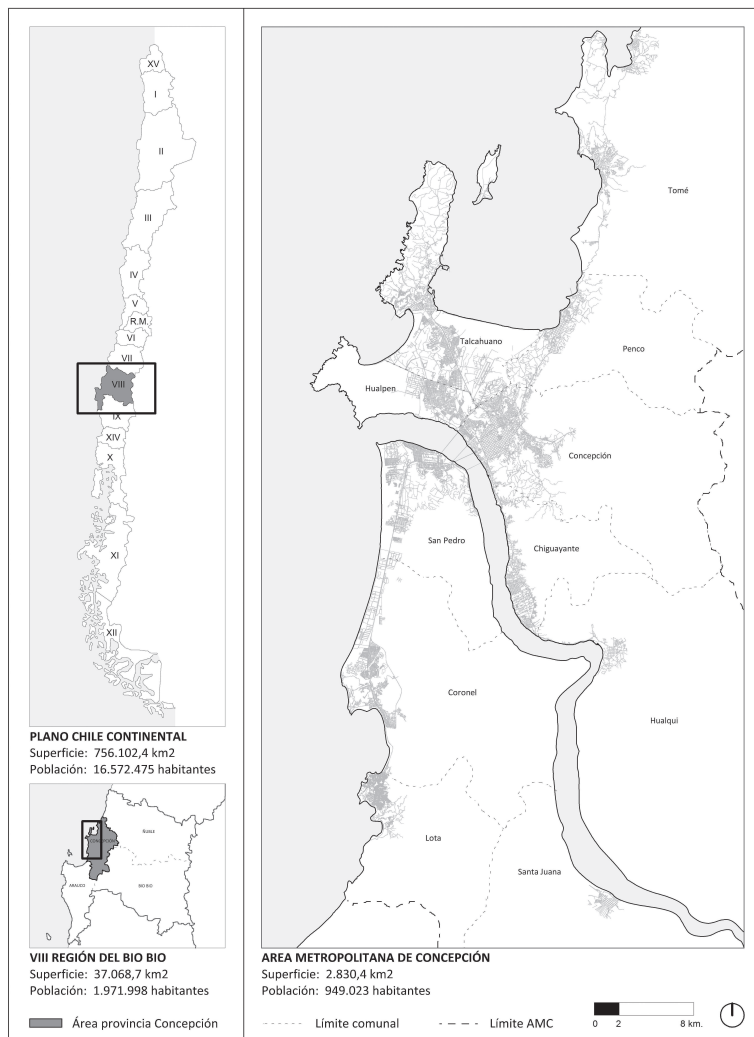 XV
I
II
III
IV
V
R.M.
VI
VII
VIII
IX
XIV
X
XI
XII
PLANO CHILE CONTINENTAL
Superficie: 756.102,4 km2
Población: 16.572.475 habitantes
ÑUBLE
CONCEPCIÓN
ARAUCO
BIO BIO
VIII REGIÓN DEL BIO BIO
Superficie: 37.068,7 km2
Población: 1.971.998 habitantes
Área provincia Concepción
Tomé
Talcahuano
Penco
Hualpen
Concepción
San Pedro
Chiguayante
Coronel
Hualqui
Lota
Santa Juana
AREA METROPOLITANA DE CONCEPCIÓN
Superficie: 2.830,4 km2
Población: 949.023 habitantes
Límite comunal
Límite AMC
0 2 8 km.